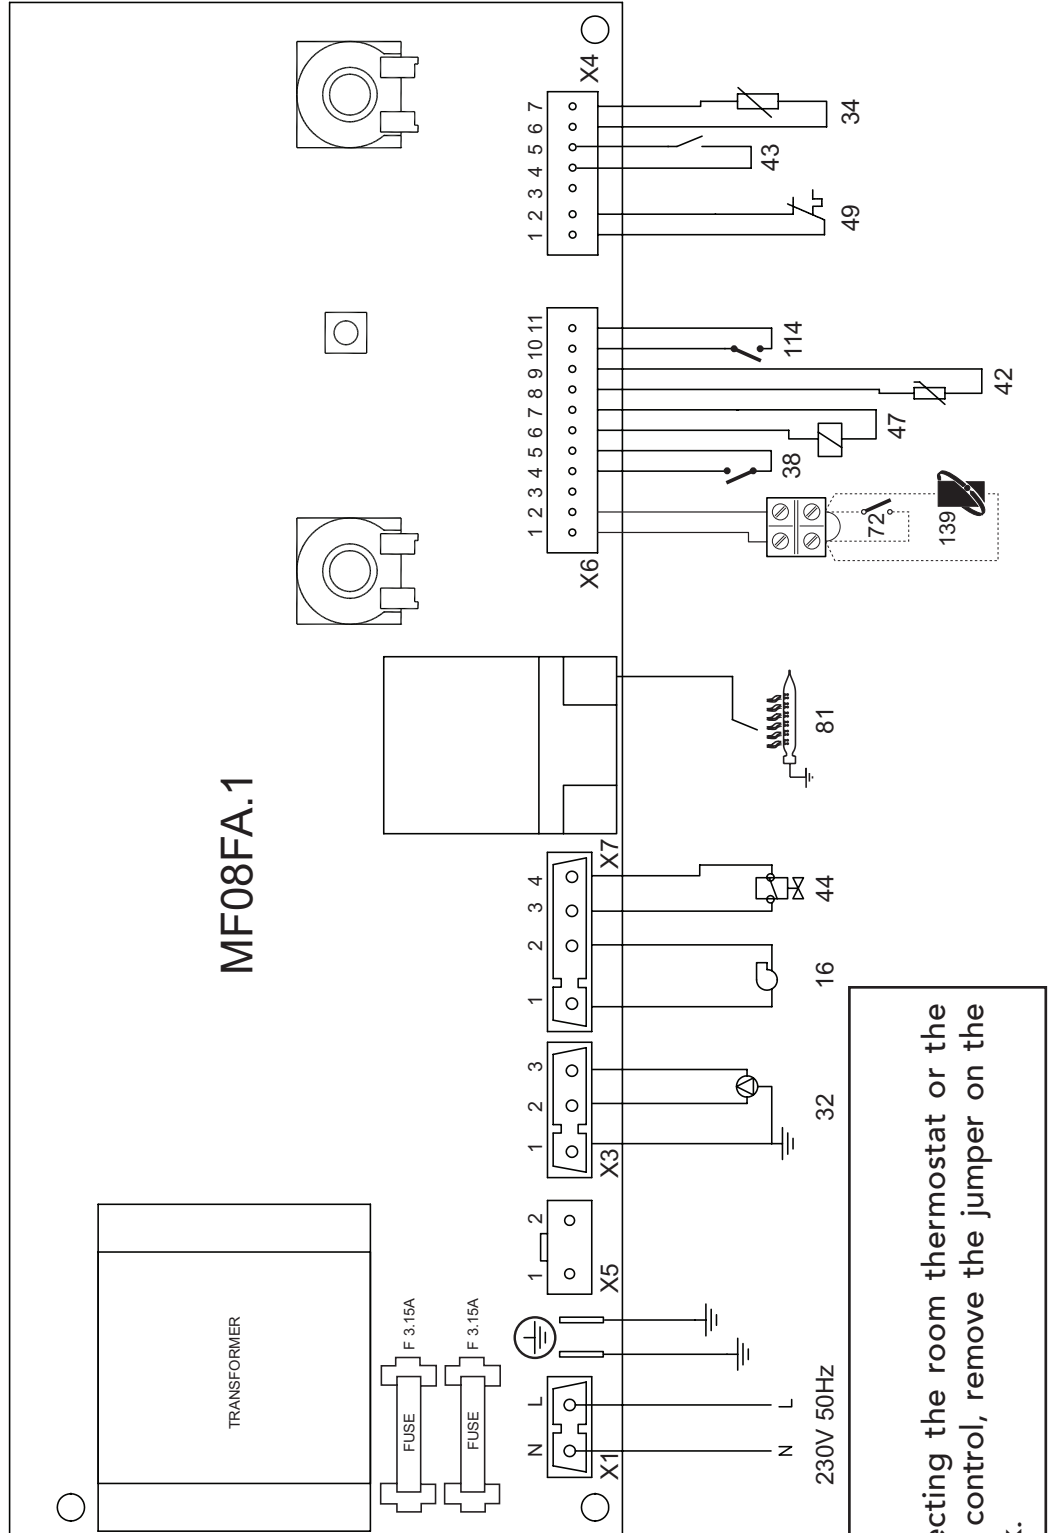 MF08FA.1
TRANSFORMER
FUSE
F 3.15A
FUSE
F 3.15A
N L
X1
1 2
X5
1 2 3
X3
1 2 3 4
X7
1 2 3 4 5 6 7 8 9 10 11
X6
1 2 3 4 5 6 7
X4
N L
230V 50Hz
32
16
44
81
72
139
38
47
42
114
49
43
34
the room thermostat or the
control, remove the jumper on the